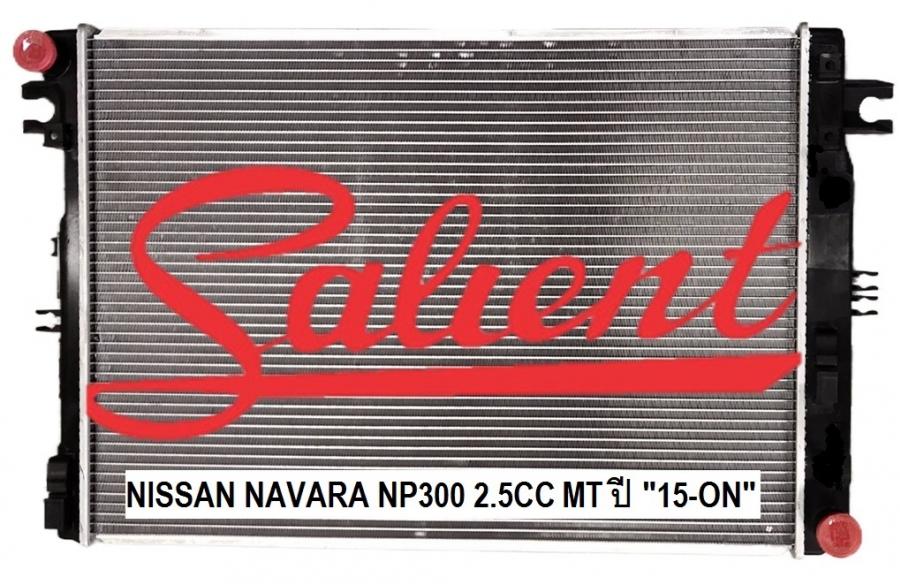 Salient
NISSAN NAVARA NP300 2.5CC MT ปี "15-ON"